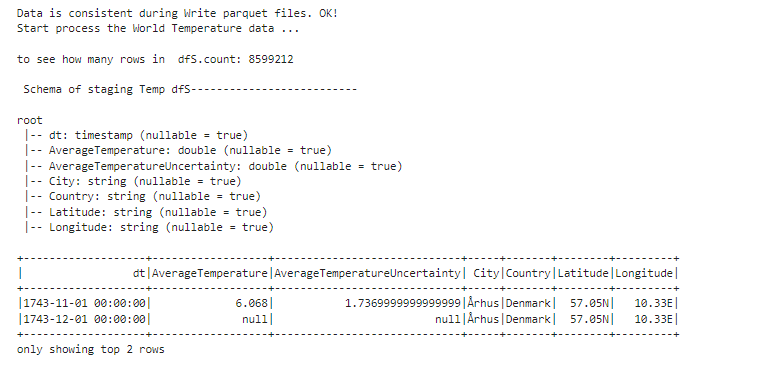 Data is consistent during Write parquet files. OK!
Start process the World Temperature data ...
to see how many rows in  dfS.count: 8599212
 Schema of staging Temp dfS--------------------------
root
 |-- dt: timestamp (nullable = true)
 |-- AverageTemperature: double (nullable = true)
 |-- AverageTemperatureUncertainty: double (nullable = true)
 |-- City: string (nullable = true)
 |-- Country: string (nullable = true)
 |-- Latitude: string (nullable = true)
 |-- Longitude: string (nullable = true)
+-------------------+------------------+-----------------------------+-----+-------+--------+---------+
|                 dt|AverageTemperature|AverageTemperatureUncertainty| City|Country|Latitude|Longitude|
+-------------------+------------------+-----------------------------+-----+-------+--------+---------+
|1743-11-01 00:00:00|             6.068|           1.7369999999999999|Århus|Denmark|  57.05N|   10.33E|
|1743-12-01 00:00:00|              null|                         null|Århus|Denmark|  57.05N|   10.33E|
+-------------------+------------------+-----------------------------+-----+-------+--------+---------+
only showing top 2 rows